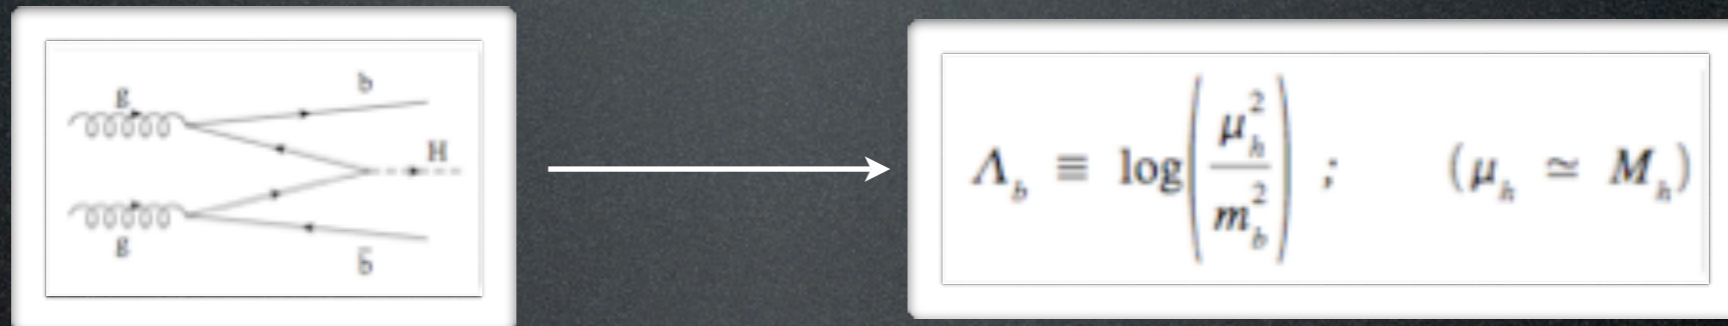 g
b
H
g
b̄
Λ_b ≡ log(μ_h^2 / m_b^2) ; (μ_h ≃ M_h)